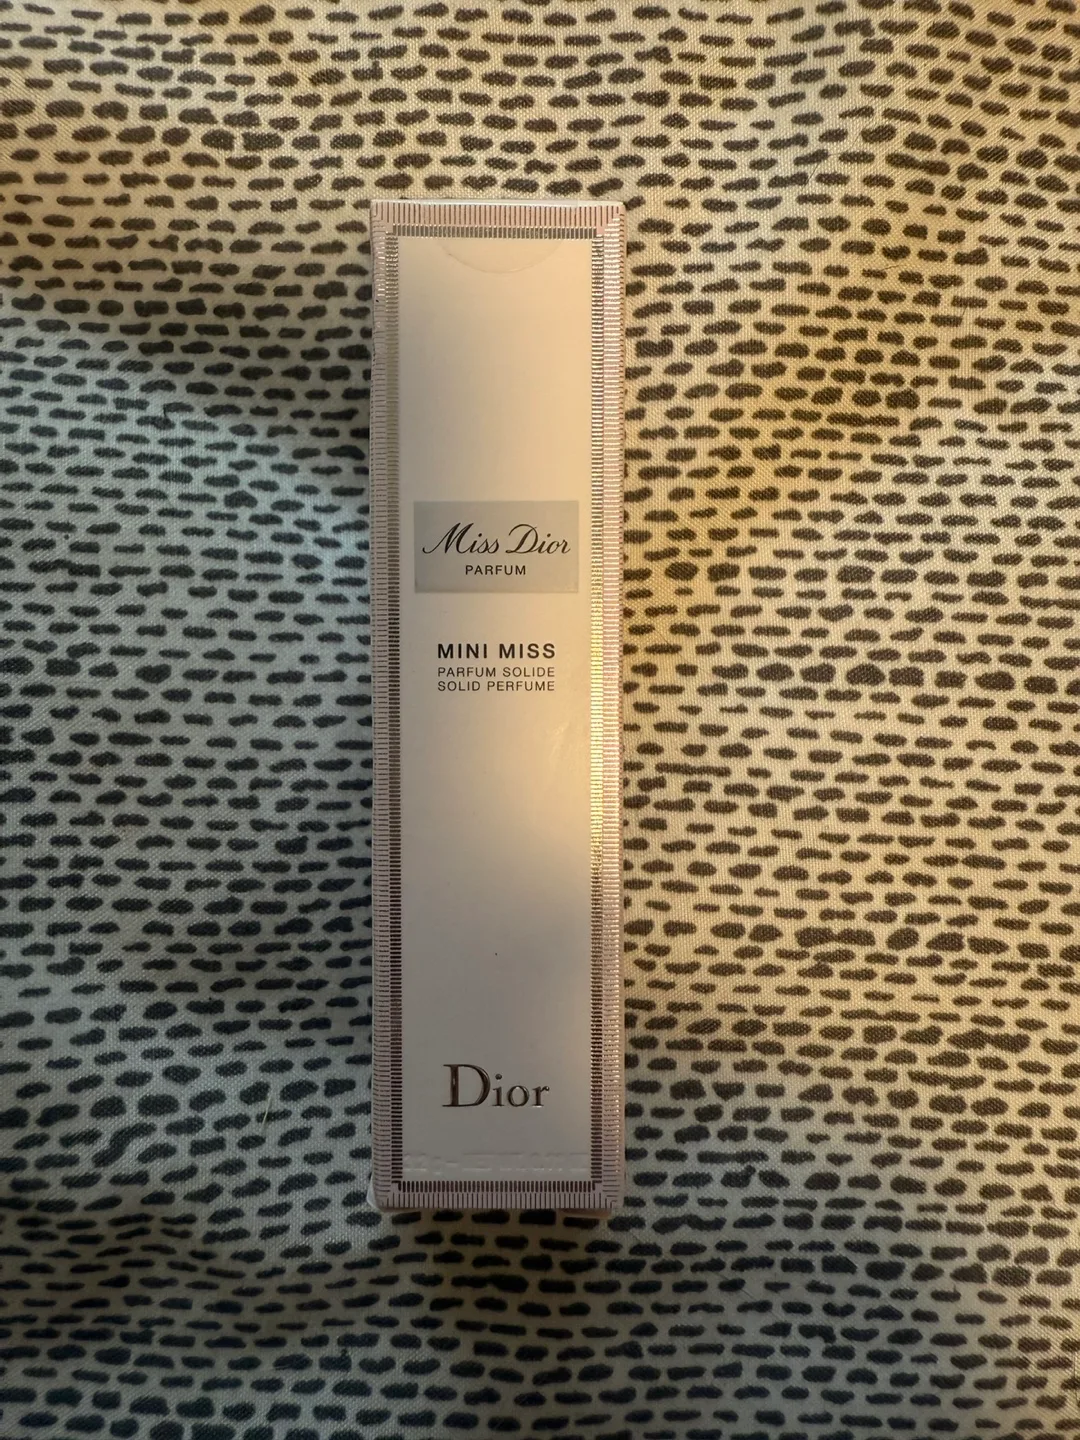 Miss Dior
PARFUM
MINI MISS
PARFUM SOLIDE
SOLID PERFUME
Dior